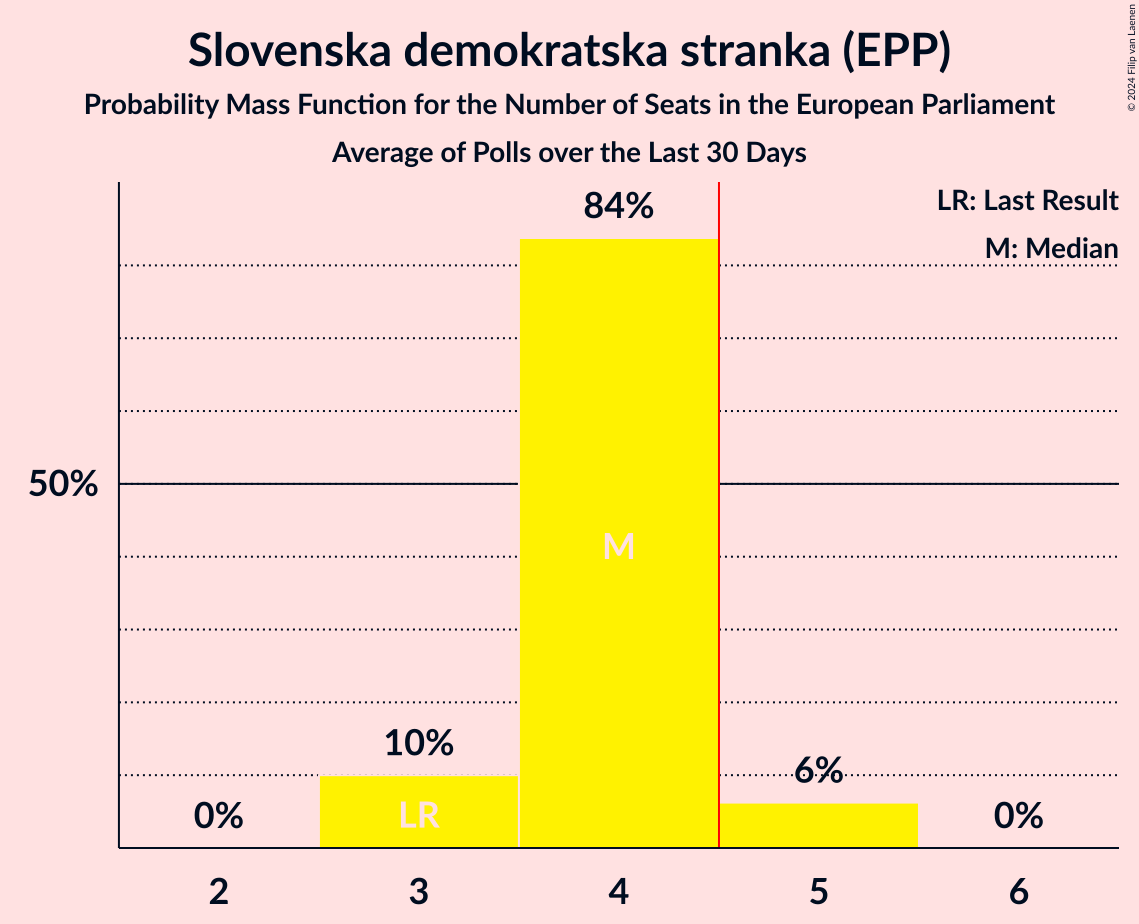 Slovenska demokratska stranka (EPP)
Probability Mass Function for the Number of Seats in the European Parliament
Average of Polls over the Last 30 Days
© 2024 Filip van Laenen
LR: Last Result
M: Median
84%
50%
M
10%
6%
0%
LR
0%
2
3
4
5
6